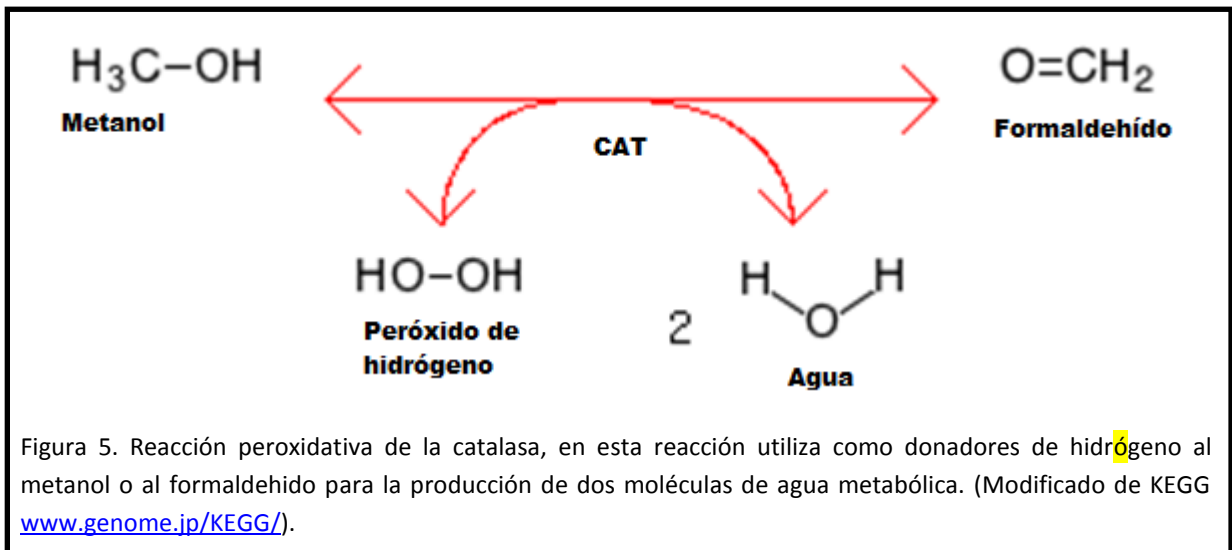 H₃C–OH
O=CH₂
Metanol
Formaldehído
CAT
HO–OH
H H
2 O
Peróxido de
hidrógeno
Agua
Figura 5. Reacción peroxidativa de la catalasa, en esta reacción utiliza como donadores de hidrógeno al
metanol o al formaldehido para la producción de dos moléculas de agua metabólica. (Modificado de KEGG
www.genome.jp/KEGG/).